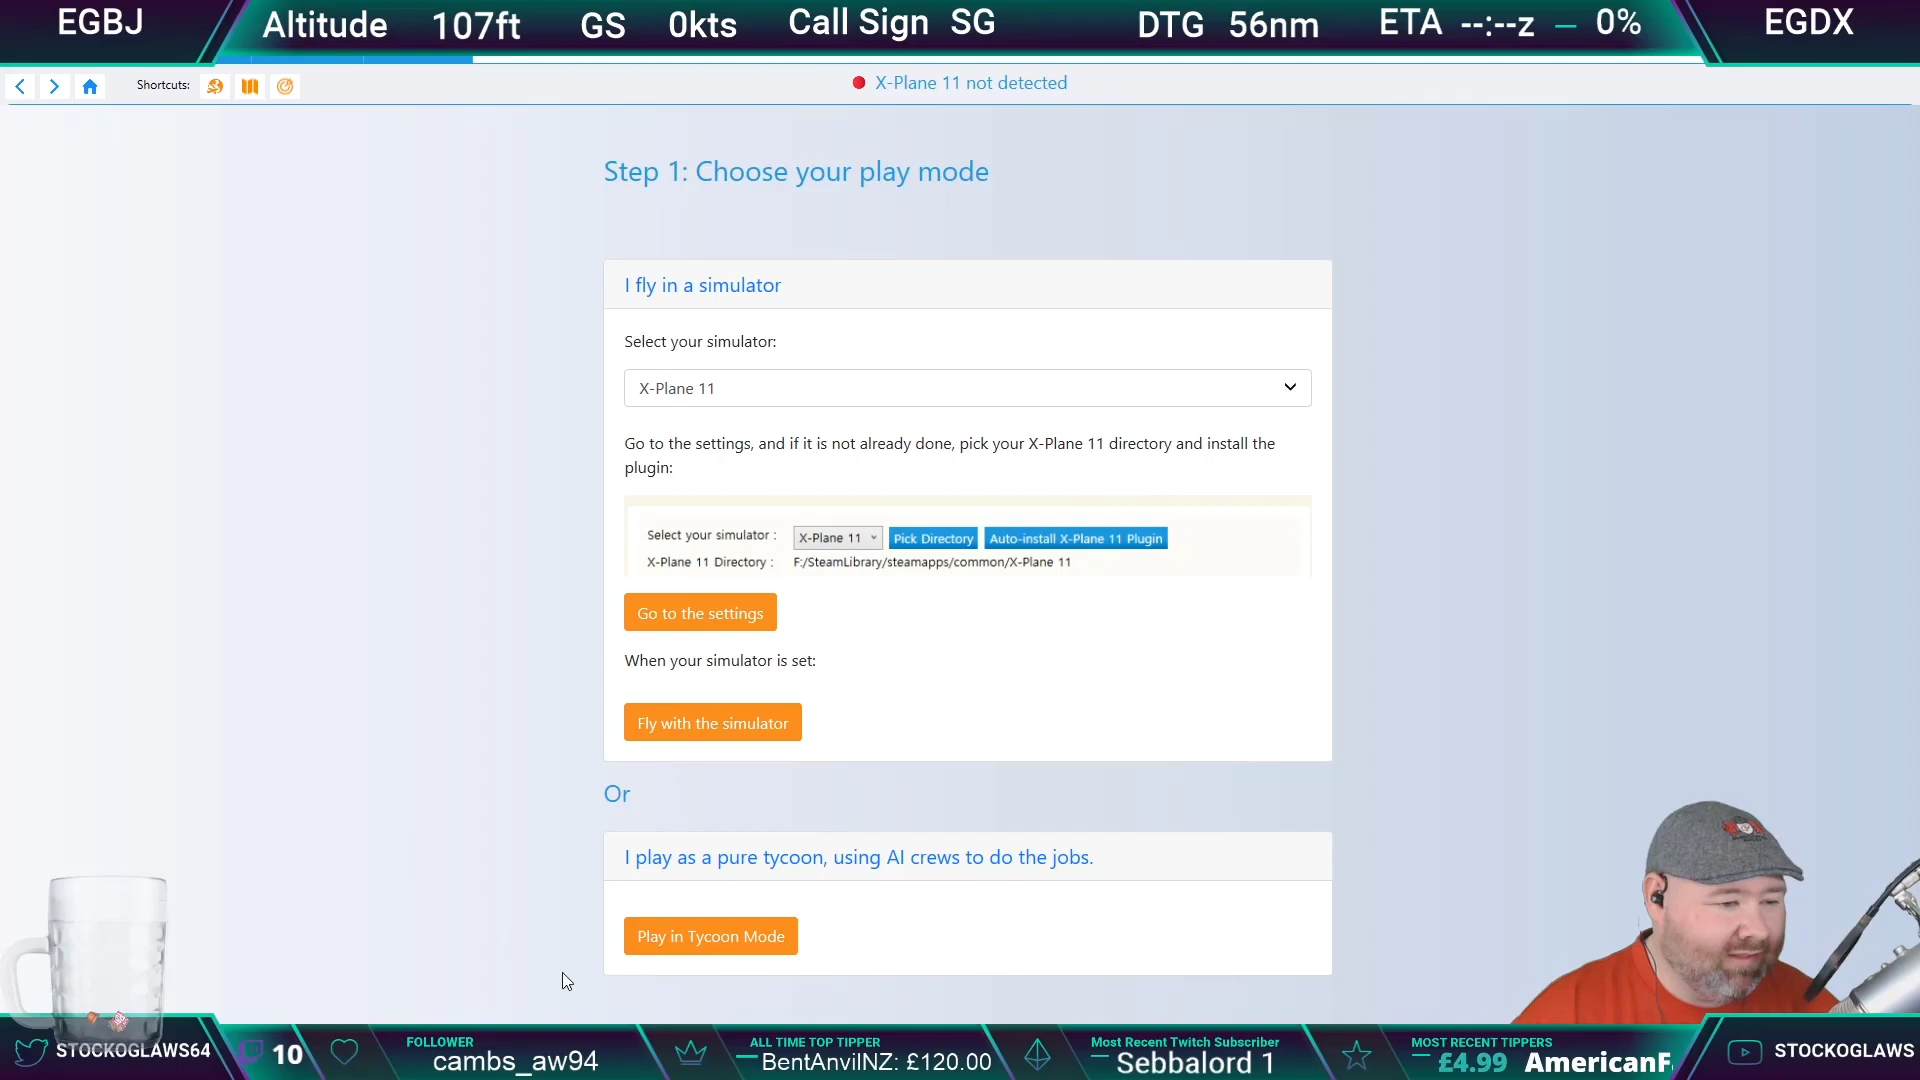 EGBJ
Altitude 107ft GS 0kts Call Sign SG DTG 56nm ETA --:--z — 0%
EGDX
Shortcuts:
X-Plane 11 not detected
Step 1: Choose your play mode
I fly in a simulator
Select your simulator:
X-Plane 11
Go to the settings, and if it is not already done, pick your X-Plane 11 directory and install the
plugin:
Select your simulator : X-Plane 11 Pick Directory Auto-install X-Plane 11 Plugin
X-Plane 11 Directory : F:/SteamLibrary/steamapps/common/X-Plane 11
Go to the settings
When your simulator is set:
Fly with the simulator
Or
I play as a pure tycoon, using AI crews to do the jobs.
Play in Tycoon Mode
STOCKOGLAWS64
10
FOLLOWER
cambs_aw94
ALL TIME TOP TIPPER
BentAnvilNZ: £120.00
Most Recent Twitch Subscriber
Sebbalord 1
MOST RECENT TIPPERS
£4.99 AmericanF
STOCKOGLAWS